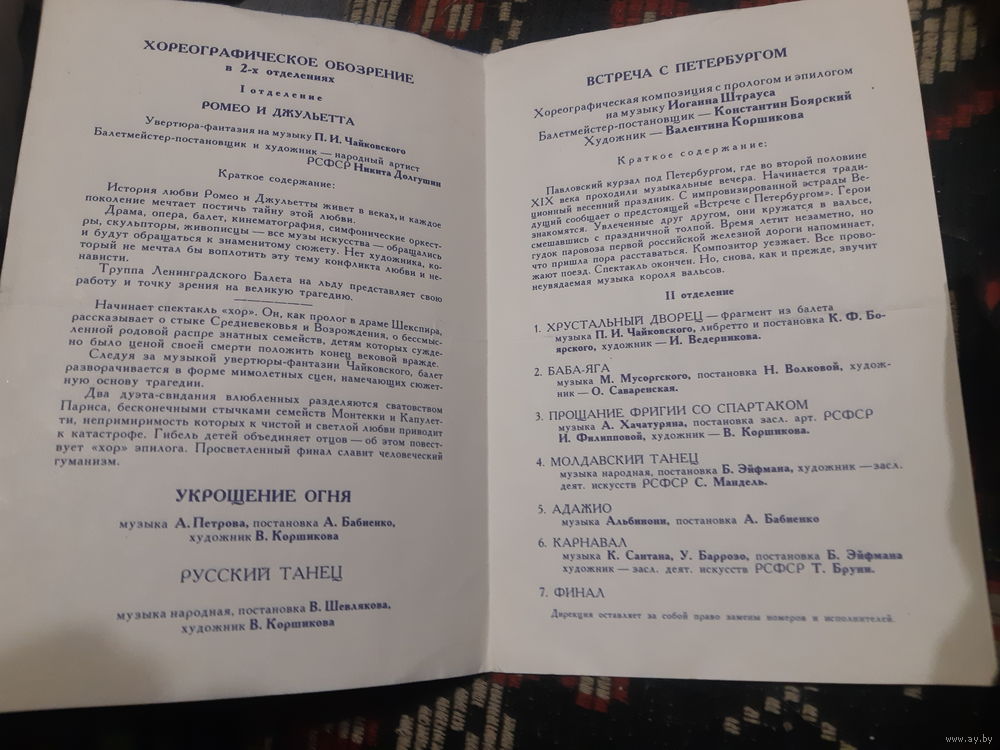 ХОРЕОГРАФИЧЕСКОЕ ОБОЗРЕНИЕ
в 2-х отделениях
I отделение
РОМЕО И ДЖУЛЬЕТТА
Увертюра-фантазия на музыку П. И. Чайковского
Балетмейстер-постановщик и художник — народный артист
РСФСР Никита Долгушин
Краткое содержание:
История любви Ромео и Джульетты живет в веках, и каждое
поколение мечтает постичь тайну этой любви.
Драма, опера, балет, кинематография, симфонические оркест-
ры, скульпторы, живописцы — все музы искусства — обращались
и будут обращаться к знаменитому сюжету. Нет художника, ко-
торый не мечтал бы воплотить эту тему конфликта любви и не-
нависти.
Труппа Ленинградского Балета на льду представляет свою
работу и точку зрения на великую трагедию.
Начинает спектакль «хор». Он, как пролог в драме Шекспира,
рассказывает о стыке Средневековья и Возрождения, о бессмыс-
ленной родовой распре знатных семейств, детям которых сужде-
но было ценой своей смерти положить конец вековой вражде.
Следуя за музыкой увертюры-фантазии Чайковского, балет
разворачивается в форме мимолетных сцен, намечающих сюжет-
ную основу трагедии.
Два дуэта-свидания влюбленных разделяются сватовством
Париса, бесконечными стычками семейств Монтекки и Капулет-
ти, непримиримость которых к чистой и светлой любви приводит
к катастрофе. Гибель детей объединяет отцов — об этом повест-
вует «хор» эпилога. Просветленный финал славит человеческий
гуманизм.
УКРОЩЕНИЕ ОГНЯ
музыка А. Петрова, постановка А. Бабиенко,
художник В. Коршикова
РУССКИЙ ТАНЕЦ
музыка народная, постановка В. Шевлякова,
художник В. Коршикова
ВСТРЕЧА С ПЕТЕРБУРГОМ
Хореографическая композиция с прологом и эпилогом
на музыку Иоганна Штрауса
Балетмейстер-постановщик — Константин Боярский
Художник — Валентина Коршикова
Краткое содержание:
Павловский курзал под Петербургом, где во второй половине
XIX века проходили музыкальные вечера. Начинается тради-
ционный весенний праздник. С импровизированной эстрады Ве-
дущий сообщает о предстоящей «Встрече с Петербургом». Герои
знакомятся. Увлеченные друг другом, они кружатся в вальсе,
смешавшись с праздничной толпой. Время летит незаметно, но
гудок паровоза первой российской железной дороги напоминает,
что пришла пора расставаться. Композитор уезжает. Все прово-
жают поезд. Спектакль окончен. Но, снова, как и прежде, звучит
неувядаемая музыка короля вальсов.
II отделение
1. ХРУСТАЛЬНЫЙ ДВОРЕЦ — фрагмент из балета
музыка П. И. Чайковского, либретто и постановка К. Ф. Бо-
ярского, художник — И. Ведерникова.
2. БАБА-ЯГА
музыка М. Мусоргского, постановка Н. Волковой, худож-
ник — О. Саваренская.
3. ПРОЩАНИЕ ФРИГИИ СО СПАРТАКОМ
музыка А. Хачатуряна, постановка засл. арт. РСФСР
И. Филипповой, художник — В. Коршикова.
4. МОЛДАВСКИЙ ТАНЕЦ
музыка народная, постановка Б. Эйфмана, художник — засл.
деят. искусств РСФСР С. Мандель.
5. АДАЖИО
музыка Альбинони, постановка А. Бабиенко
6. КАРНАВАЛ
музыка К. Сантана, У. Баррозо, постановка Б. Эйфмана
художник — засл. деят. искусств РСФСР Т. Бруни.
7. ФИНАЛ
Дирекция оставляет за собой право замены номеров и исполнителей.
www.ay.by